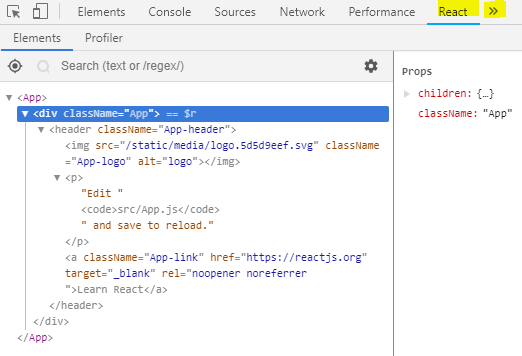 Elements Console Sources Network Performance React »
Elements Profiler
Search (text or /regex/)
<App>
<div className="App"> == $r
<header className="App-header">
<img src="/static/media/logo.5d5d9eef.svg" className
="App-logo" alt="logo"></img>
<p>
"Edit "
<code>src/App.js</code>
" and save to reload."
</p>
<a className="App-link" href="https://reactjs.org"
target="_blank" rel="noopener noreferrer
">Learn React</a>
</header>
</div>
</App>
Props
children: {…}
className: "App"